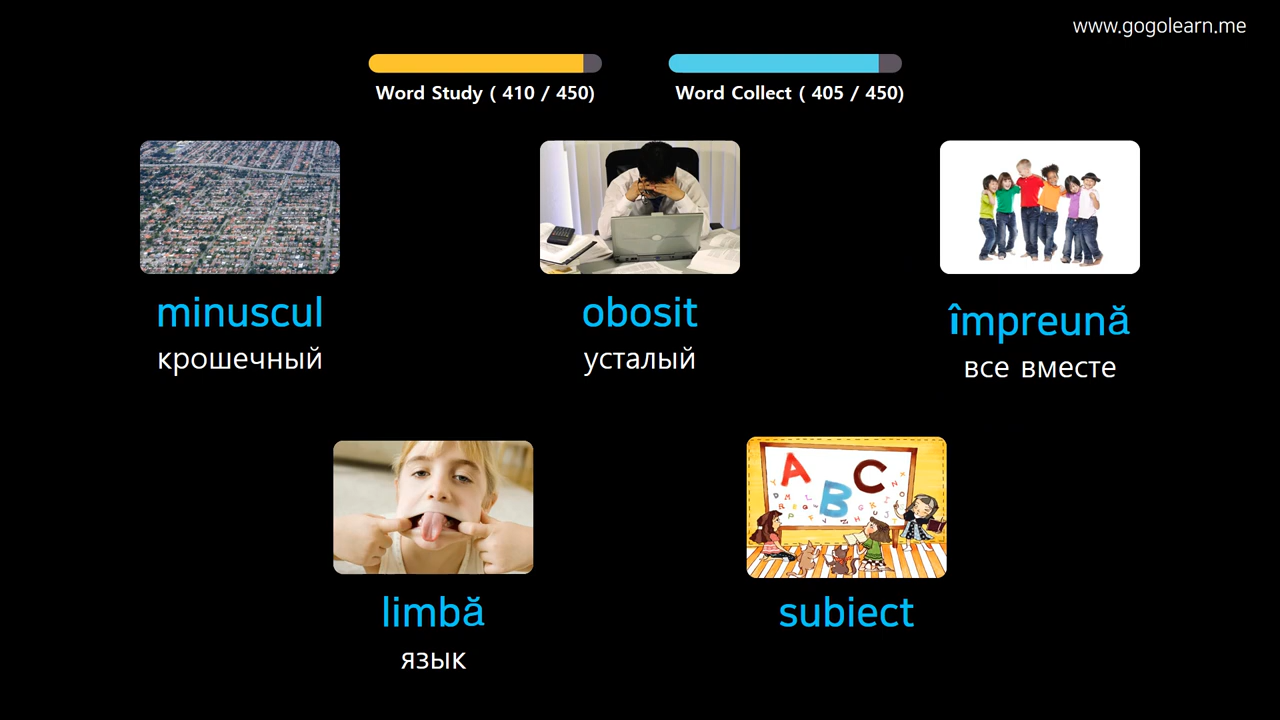 www.gogolearn.me
Word Study ( 410 / 450)
Word Collect ( 405 / 450)
minuscul
крошечный
obosit
усталый
împreună
все вместе
limbă
язык
A B C
subiect